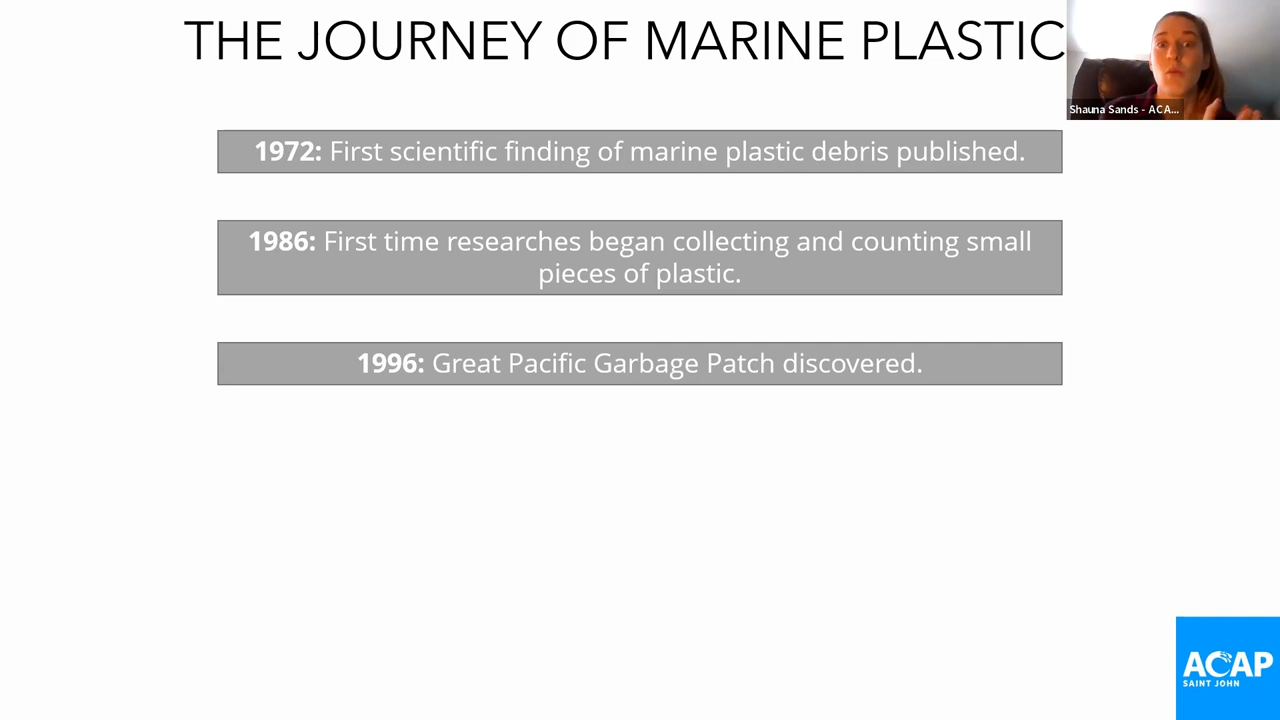 THE JOURNEY OF MARINE PLASTIC
Shauna Sands - ACA...
1972: First scientific finding of marine plastic debris published.
1986: First time researches began collecting and counting small
pieces of plastic.
1996: Great Pacific Garbage Patch discovered.
ACAP
SAINT JOHN